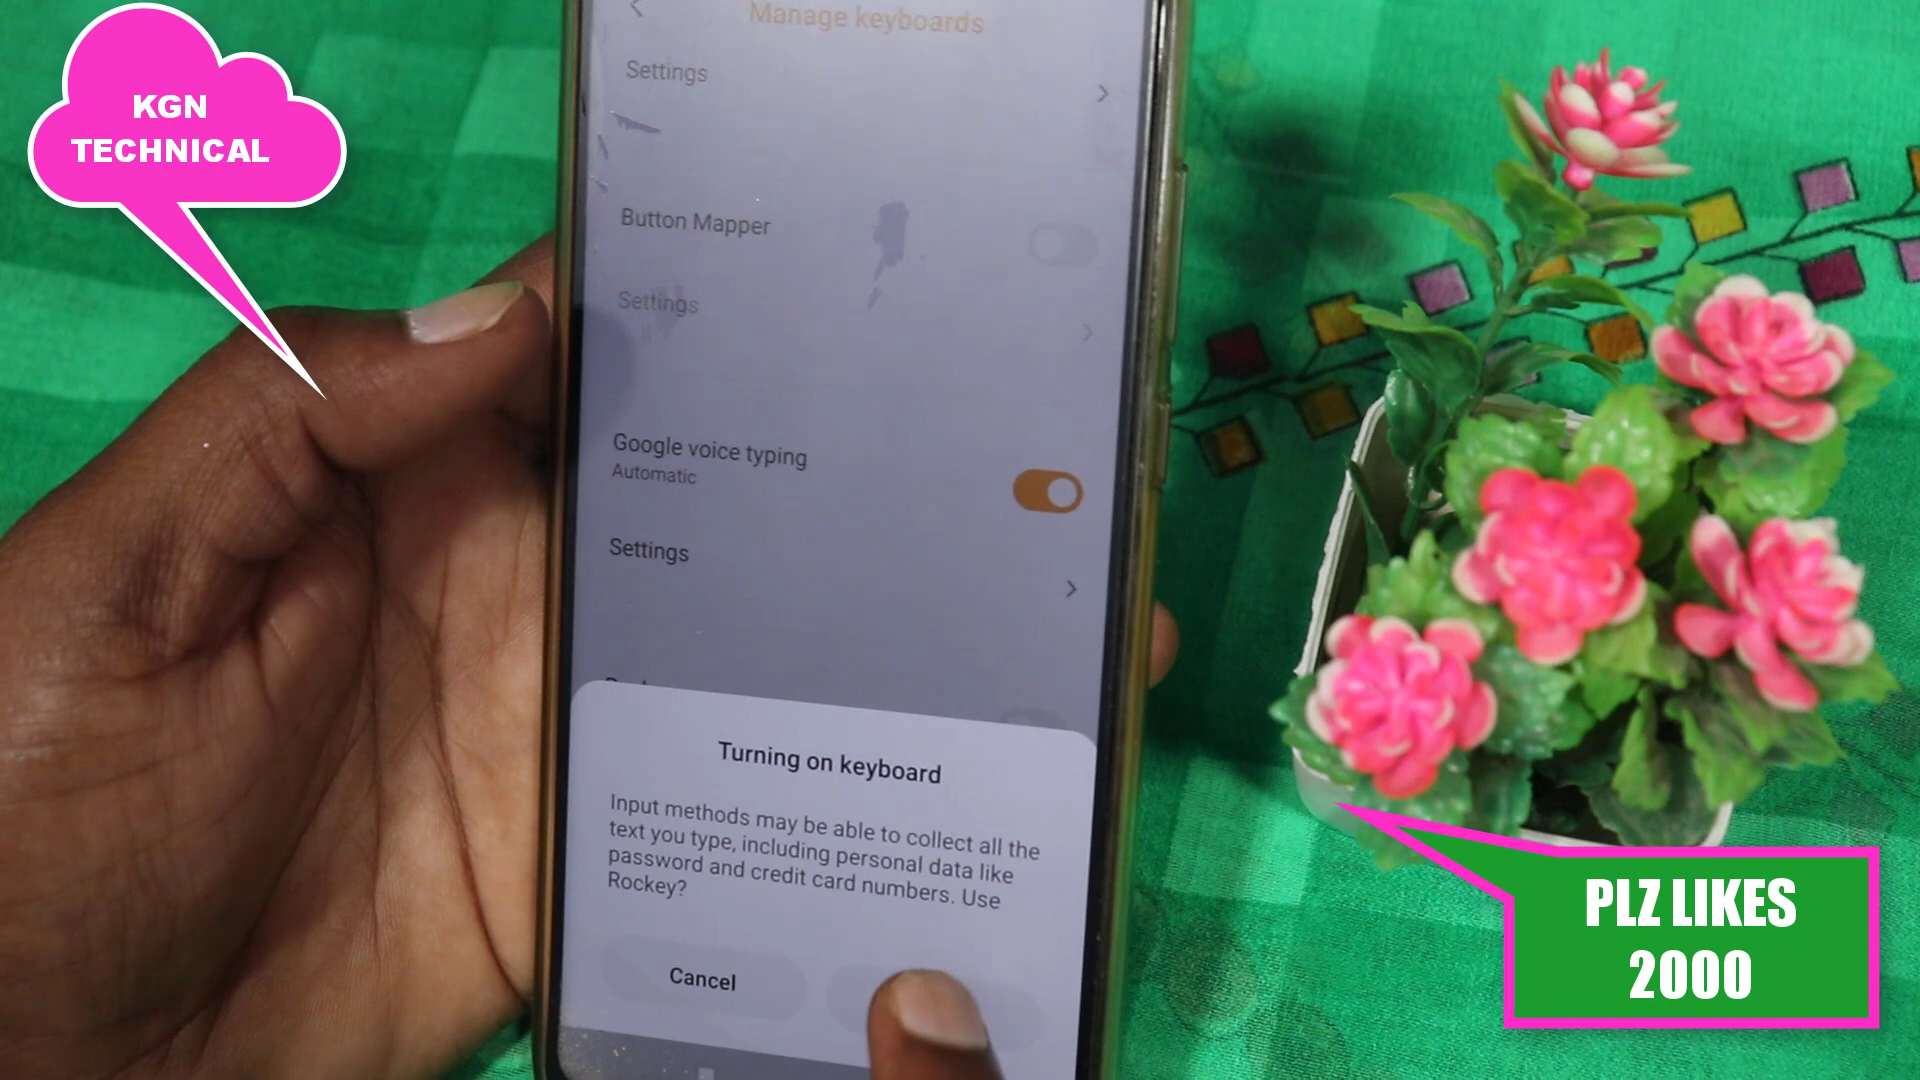 KGN
TECHNICAL
Manage keyboards
Settings
Button Mapper
Settings
Google voice typing
Automatic
Settings
Turning on keyboard
Input methods may be able to collect all the
text you type, including personal data like
password and credit card numbers. Use
Rockey?
Cancel
PLZ LIKES
2000